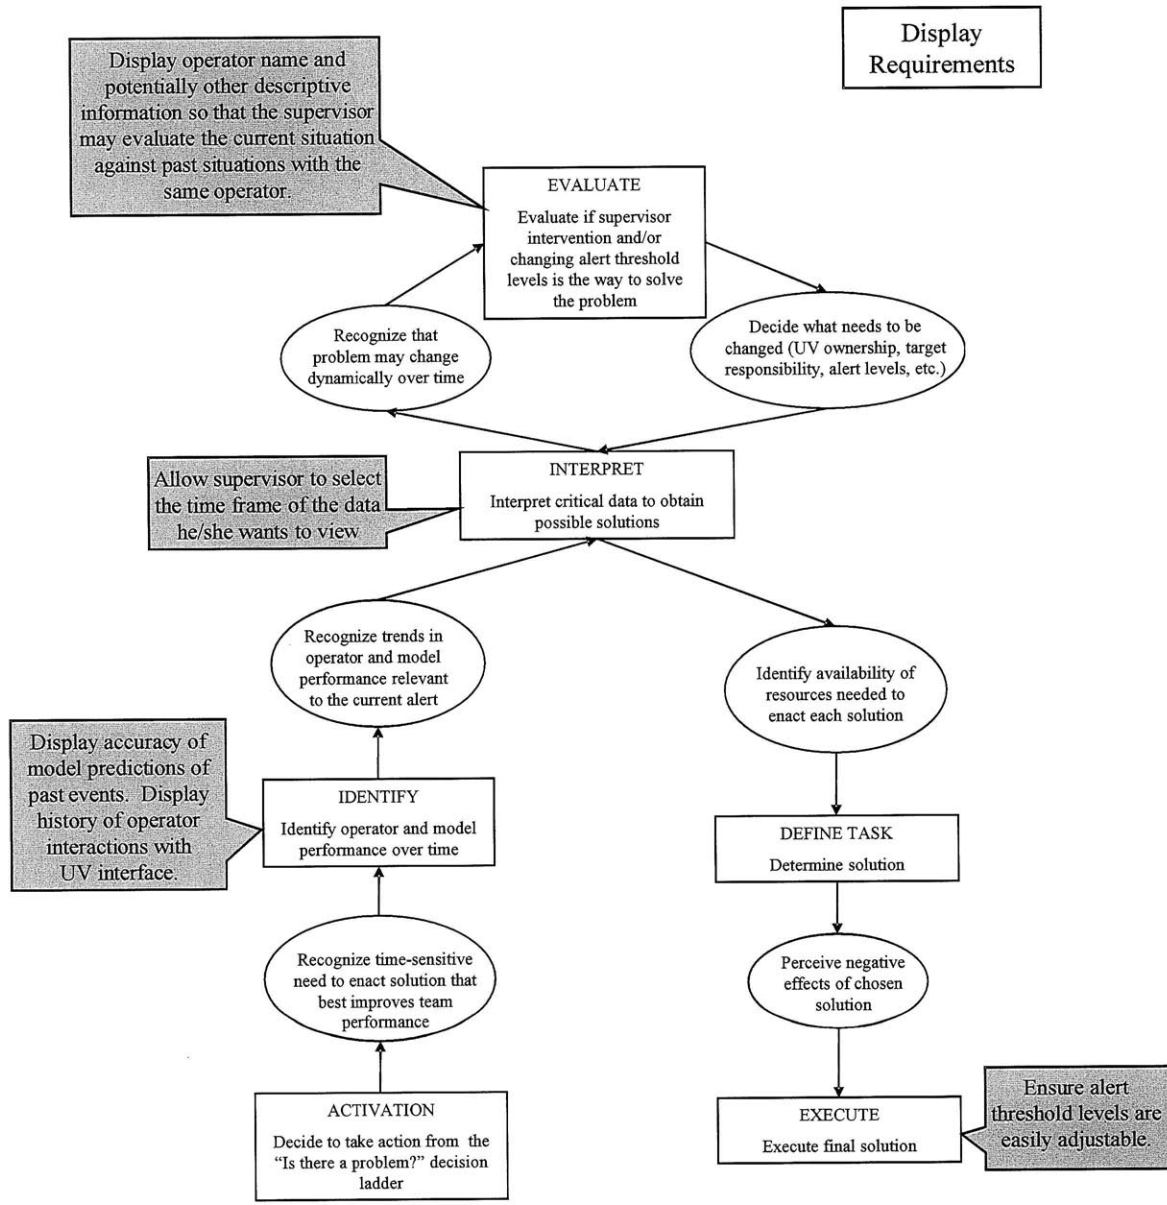 Display
Requirements
Display operator name and
potentially other descriptive
information so that the supervisor
may evaluate the current situation
against past situations with the
same operator.
EVALUATE
Evaluate if supervisor
intervention and/or
changing alert threshold
levels is the way to solve
the problem
Recognize that
problem may change
dynamically over time
Decide what needs to be
changed (UV ownership, target
responsibility, alert levels, etc.)
Allow supervisor to select
the time frame of the data
he/she wants to view
INTERPRET
Interpret critical data to obtain
possible solutions
Recognize trends in
operator and model
performance relevant
to the current alert
Identify availability of
resources needed to
enact each solution
Display accuracy of
model predictions of
past events. Display
history of operator
interactions with
UV interface.
IDENTIFY
Identify operator and model
performance over time
DEFINE TASK
Determine solution
Recognize time-sensitive
need to enact solution that
best improves team
performance
Perceive negative
effects of chosen
solution
ACTIVATION
Decide to take action from the
“Is there a problem?” decision
ladder
EXECUTE
Execute final solution
Ensure alert
threshold levels are
easily adjustable.